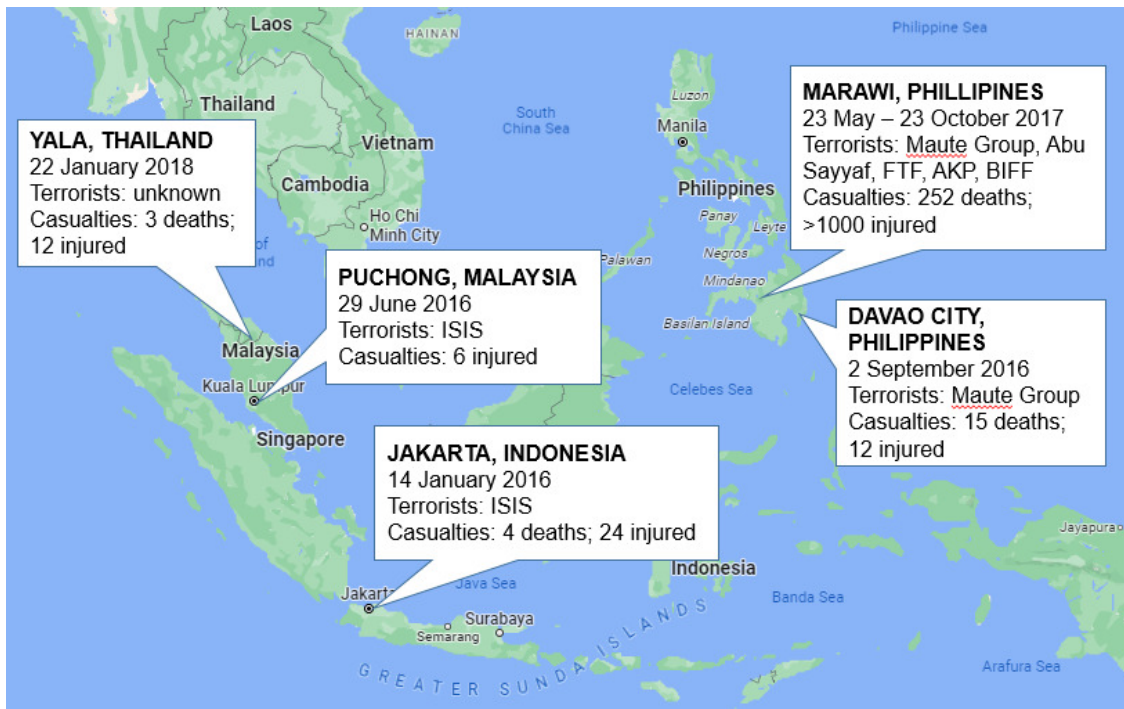 Laos
HAINAN
Philippine Sea
Thailand
Luzon
South
China Sea
Manila
Vietnam
Cambodia
Philippines
Ho Chi
Minh City
Panay
Leyte
of
Palawan
Negros
Mindanao
Basilan Island
YALA, THAILAND
22 January 2018
Terrorists: unknown
Casualties: 3 deaths;
12 injured
MARAWI, PHILLIPINES
23 May – 23 October 2017
Terrorists: Maute Group, Abu
Sayyaf, FTF, AKP, BIFF
Casualties: 252 deaths;
>1000 injured
PUCHONG, MALAYSIA
29 June 2016
Terrorists: ISIS
Casualties: 6 injured
DAVAO CITY,
PHILIPPINES
2 September 2016
Terrorists: Maute Group
Casualties: 15 deaths;
12 injured
Malaysia
Kuala Lumpur
Celebes Sea
Singapore
JAKARTA, INDONESIA
14 January 2016
Terrorists: ISIS
Casualties: 4 deaths; 24 injured
Jayapura
Indonesia
Java Sea
Jakarta
Banda Sea
Surabaya
Semarang
GREATER SUNDA ISLANDS
Arafura Sea